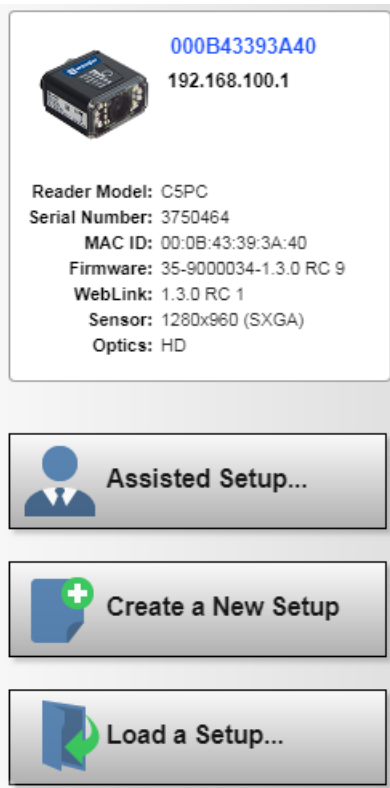 000B43393A40
192.168.100.1
Reader Model: C5PC
Serial Number: 3750464
MAC ID: 00:0B:43:39:3A:40
Firmware: 35-9000034-1.3.0 RC 9
WebLink: 1.3.0 RC 1
Sensor: 1280x960 (SXGA)
Optics: HD
Assisted Setup...
Create a New Setup
Load a Setup...